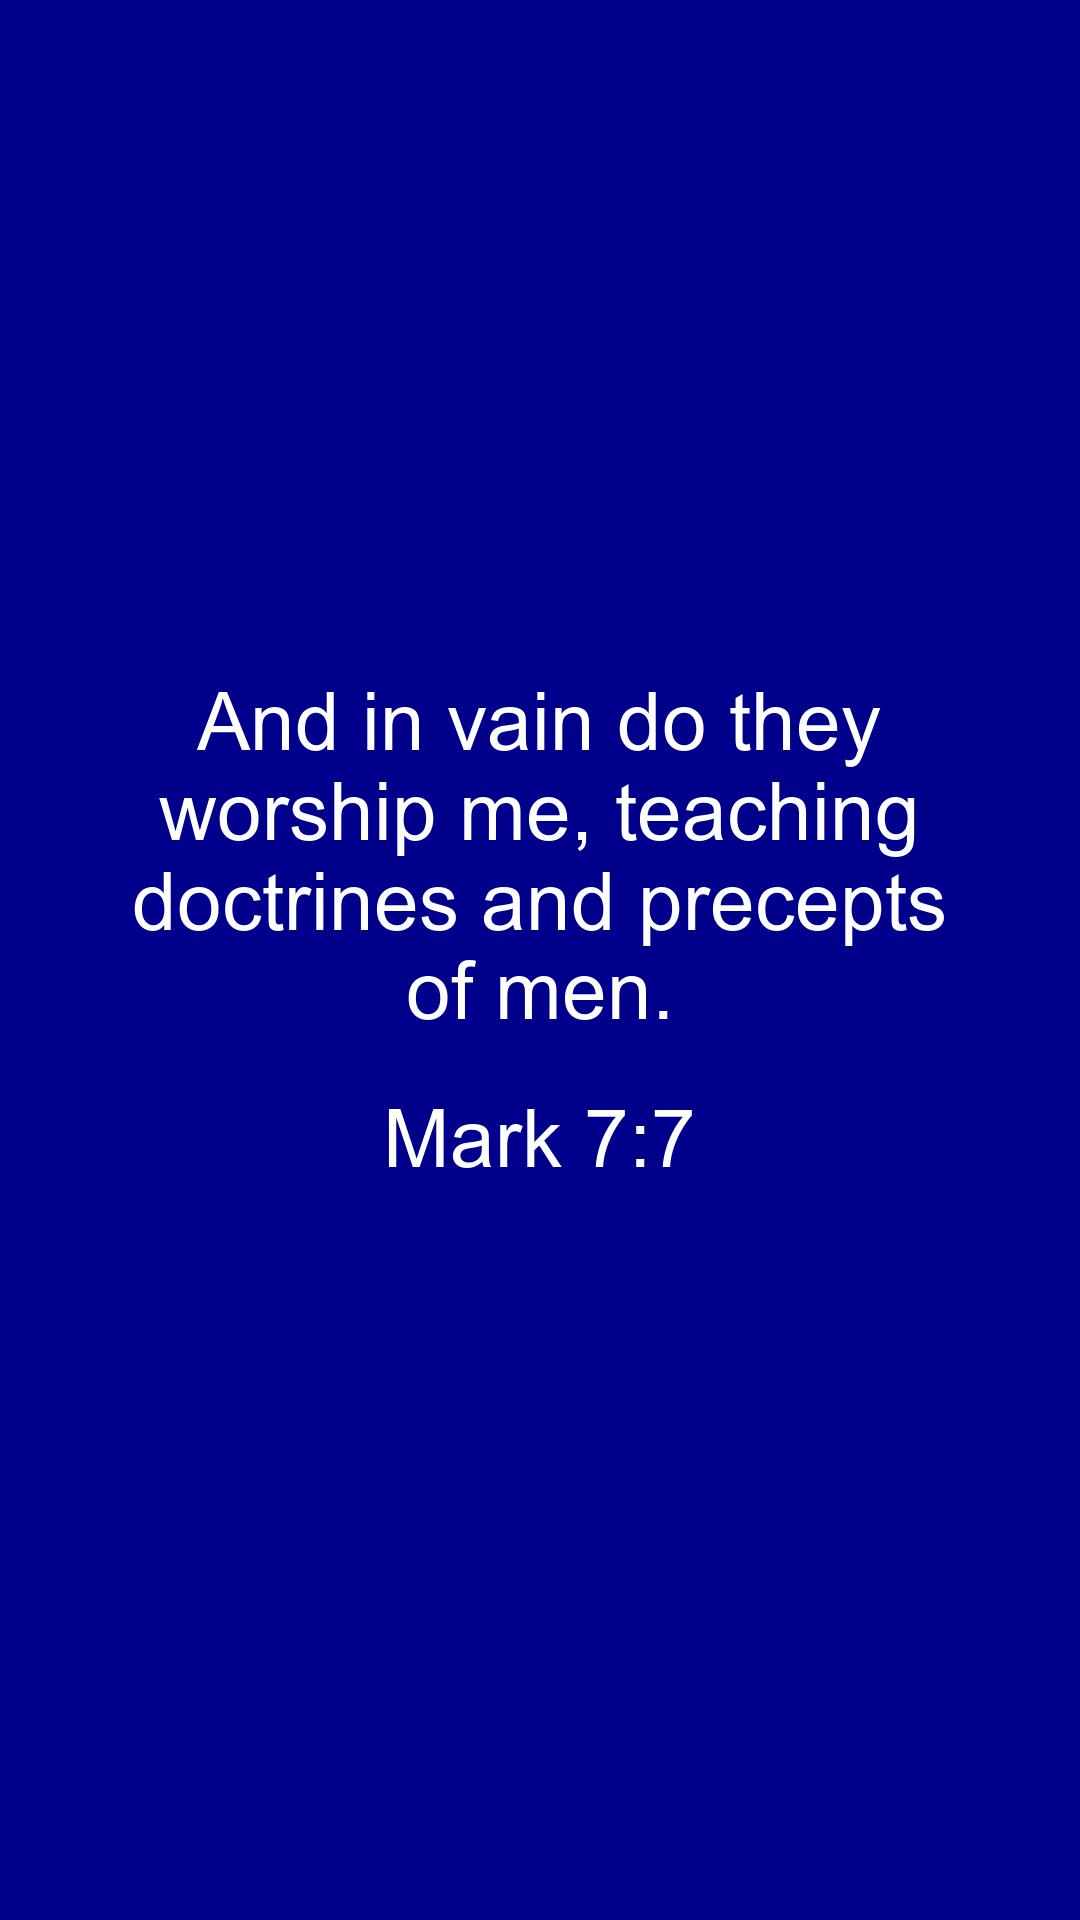 And in vain do they
worship me, teaching
doctrines and precepts
of men.
Mark 7:7